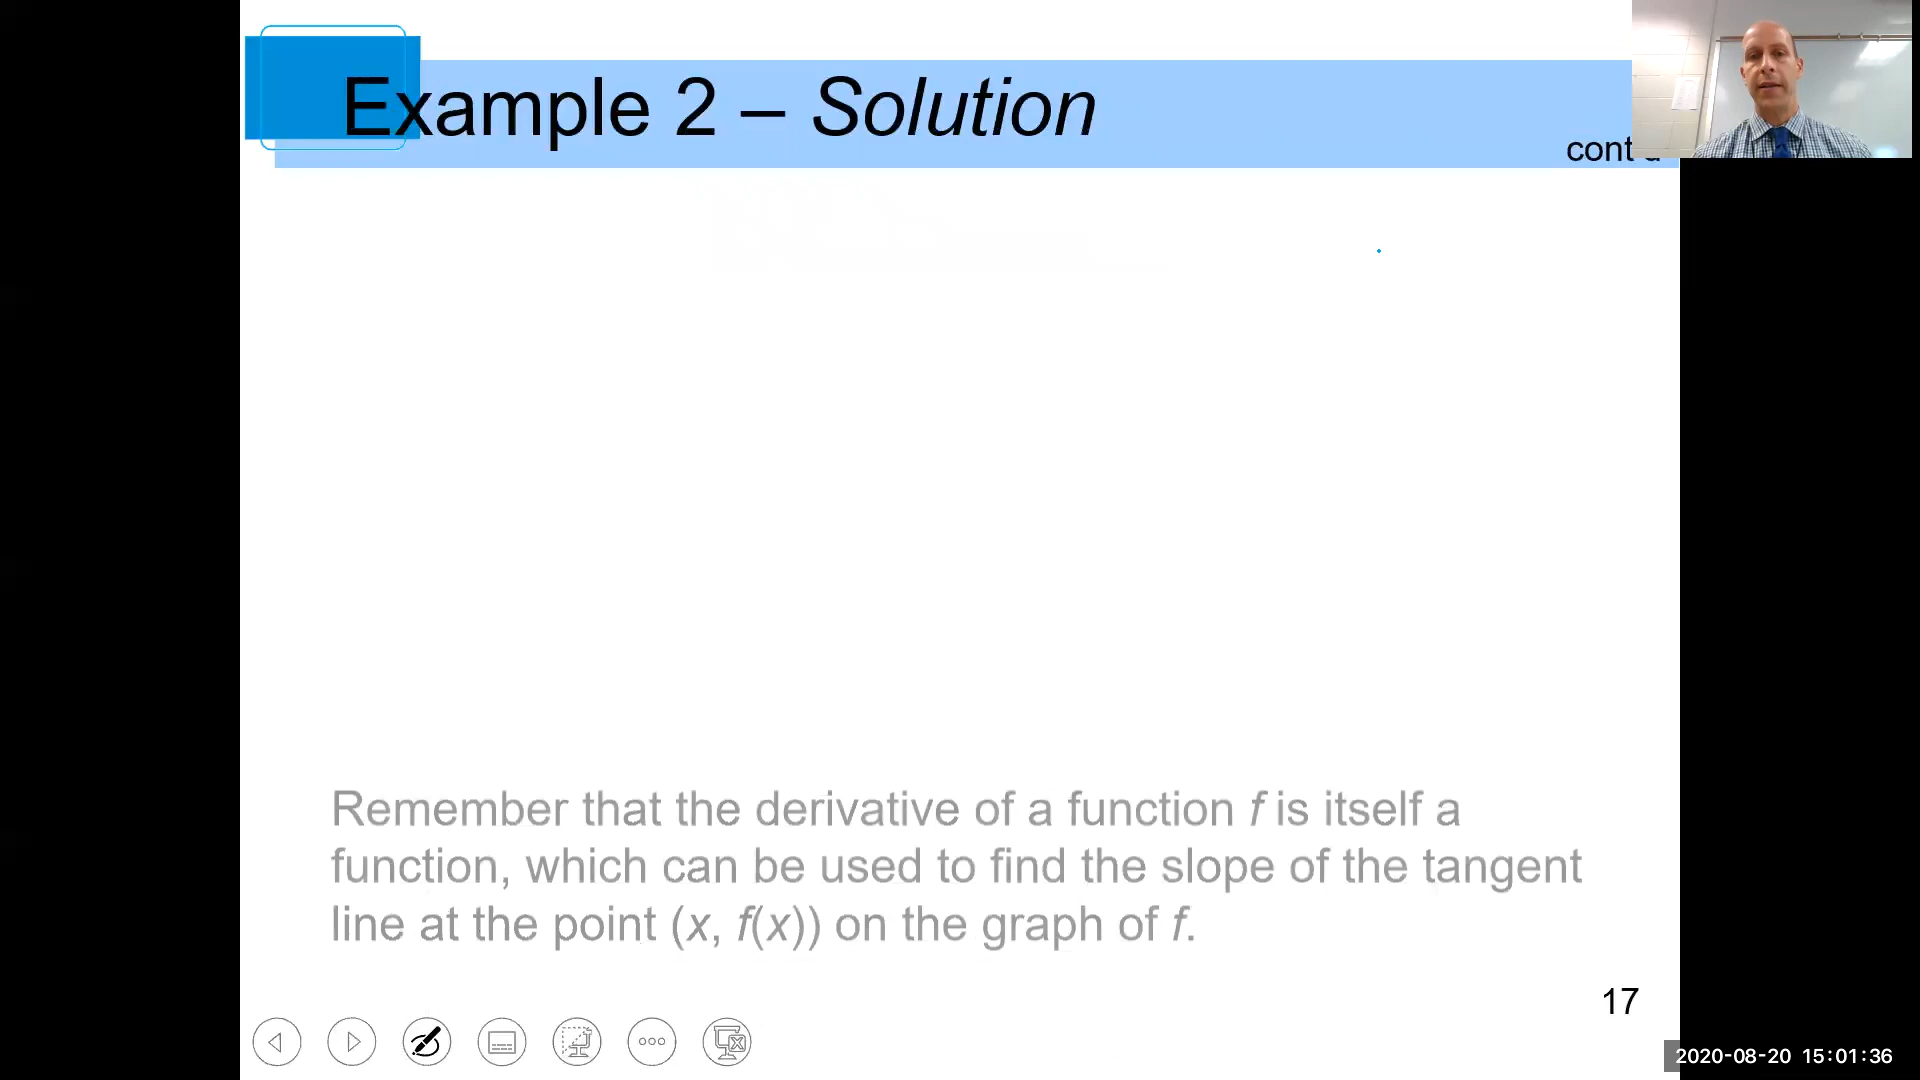 Example 2 – Solution
cont'd
Remember that the derivative of a function f is itself a
function, which can be used to find the slope of the tangent
line at the point (x, f(x)) on the graph of f.
17
2020-08-20 15:01:36